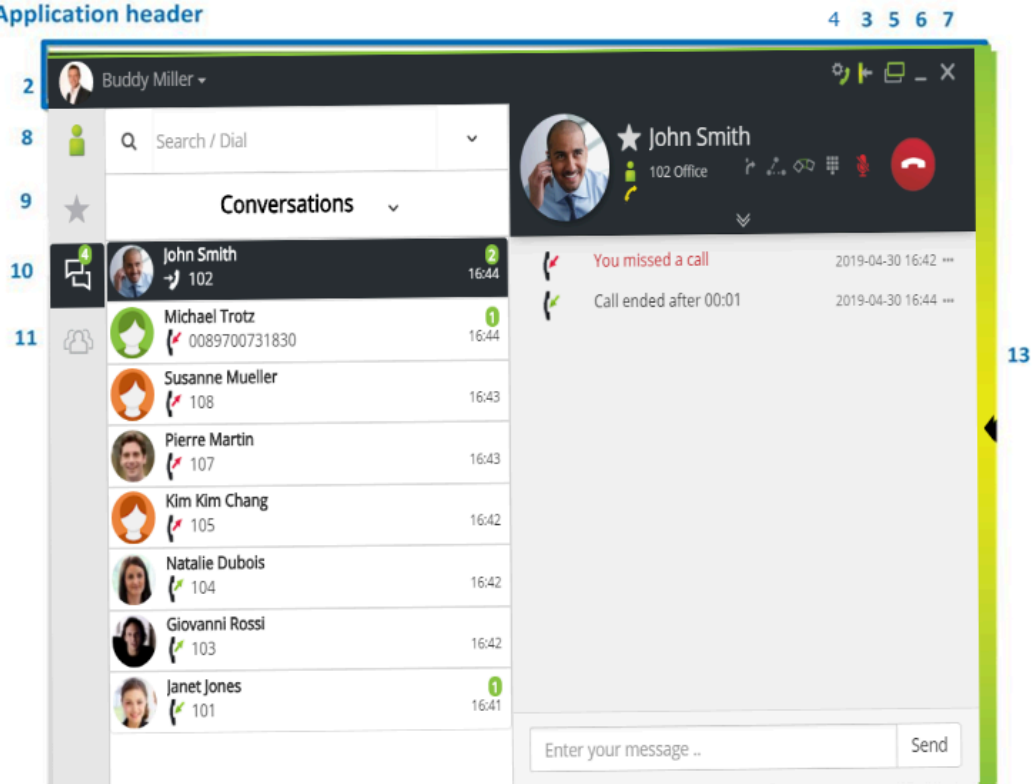 Application header
4 3 5 6 7
2
Buddy Miller
8
Search / Dial
John Smith
102 Office
9
Conversations
4
10
John Smith
2
102
16:44
You missed a call
2019-04-30 16:42
Call ended after 00:01
2019-04-30 16:44
11
Michael Trotz
1
0089700731830
16:44
13
Susanne Mueller
108
16:43
Pierre Martin
107
16:43
Kim Kim Chang
105
16:42
Natalie Dubois
104
16:42
Giovanni Rossi
103
16:42
Janet Jones
1
101
16:41
Enter your message ..
Send